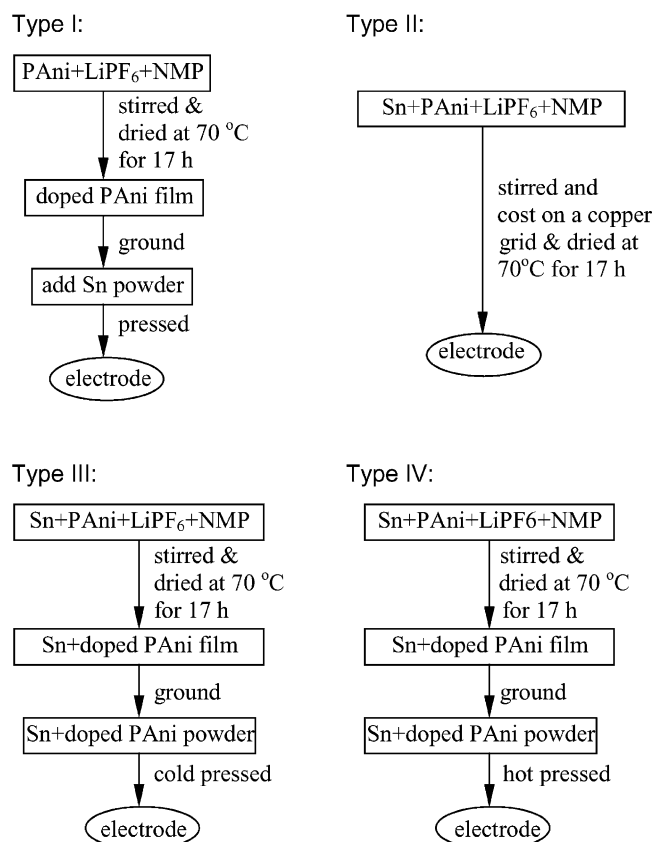 Type I:
PAni+LiPF₆+NMP
stirred &
dried at 70 °C
for 17 h
doped PAni film
ground
add Sn powder
pressed
electrode
Type II:
Sn+PAni+LiPF₆+NMP
stirred and
cost on a copper
grid & dried at
70°C for 17 h
electrode
Type III:
Sn+PAni+LiPF₆+NMP
stirred &
dried at 70 °C
for 17 h
Sn+doped PAni film
ground
Sn+doped PAni powder
cold pressed
electrode
Type IV:
Sn+PAni+LiPF6+NMP
stirred &
dried at 70 °C
for 17 h
Sn+doped PAni film
ground
Sn+doped PAni powder
hot pressed
electrode